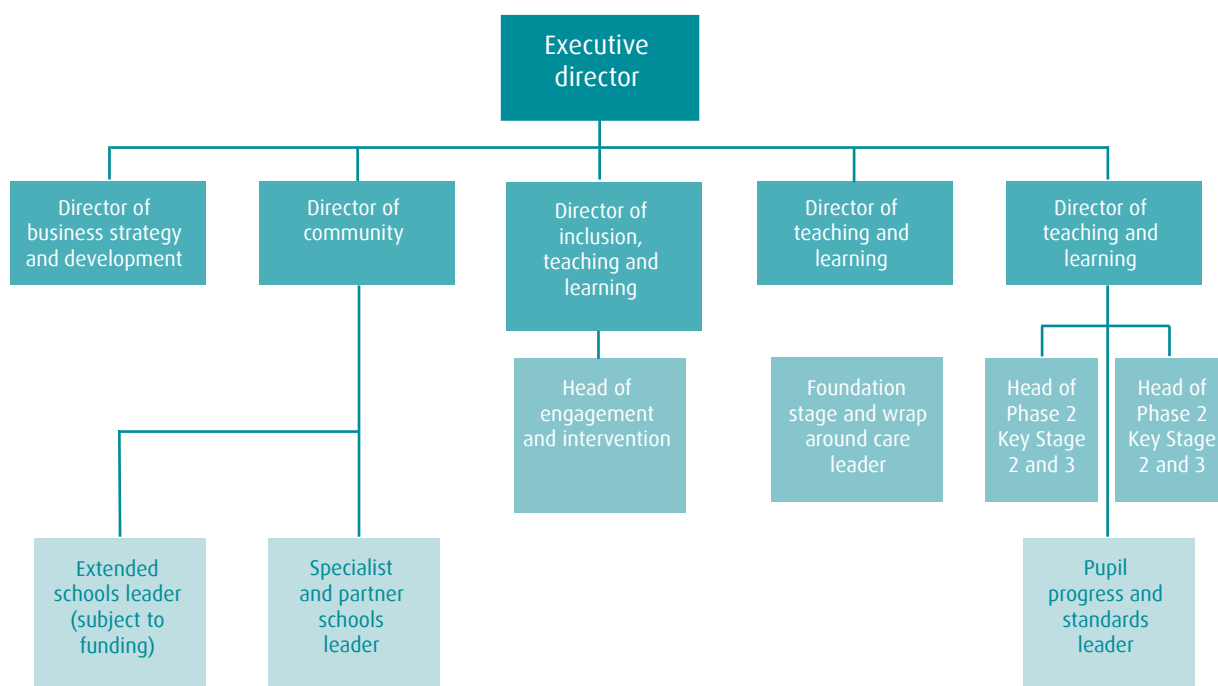 Executive
director
Director of
business strategy
and development
Director of
community
Director of
inclusion,
teaching and
learning
Director of
teaching and
learning
Director of
teaching and
learning
Head of
engagement
and intervention
Foundation
stage and wrap
around care
leader
Head of
Phase 2
Key Stage
2 and 3
Head of
Phase 2
Key Stage
2 and 3
Extended
schools leader
(subject to
funding)
Specialist
and partner
schools
leader
Pupil
progress and
standards
leader